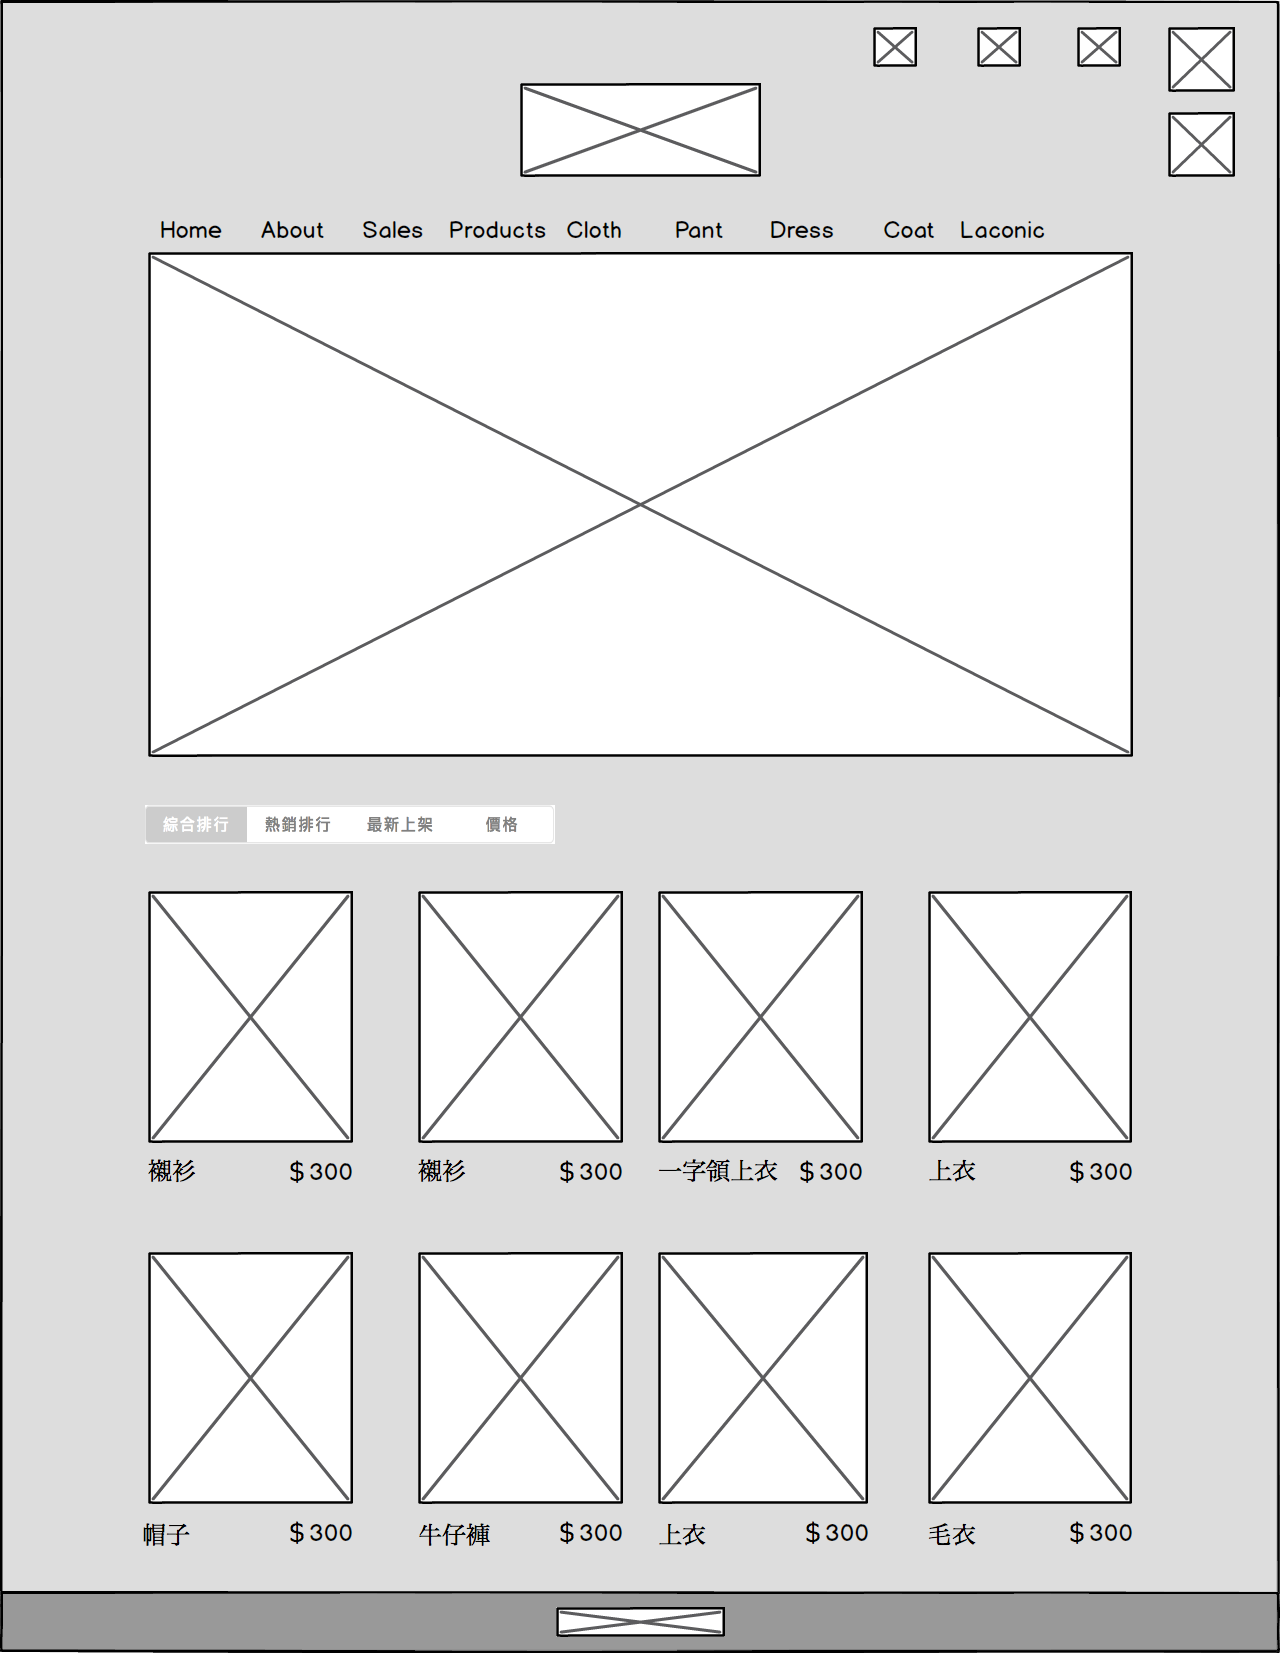 Home About Sales Products Cloth Pant Dress Coat Laconic
綜合排行 熱銷排行 最新上架 價格
襯衫 $300 襯衫 $300 一字領上衣 $300 上衣 $300
帽子 $300 牛仔褲 $300 上衣 $300 毛衣 $300